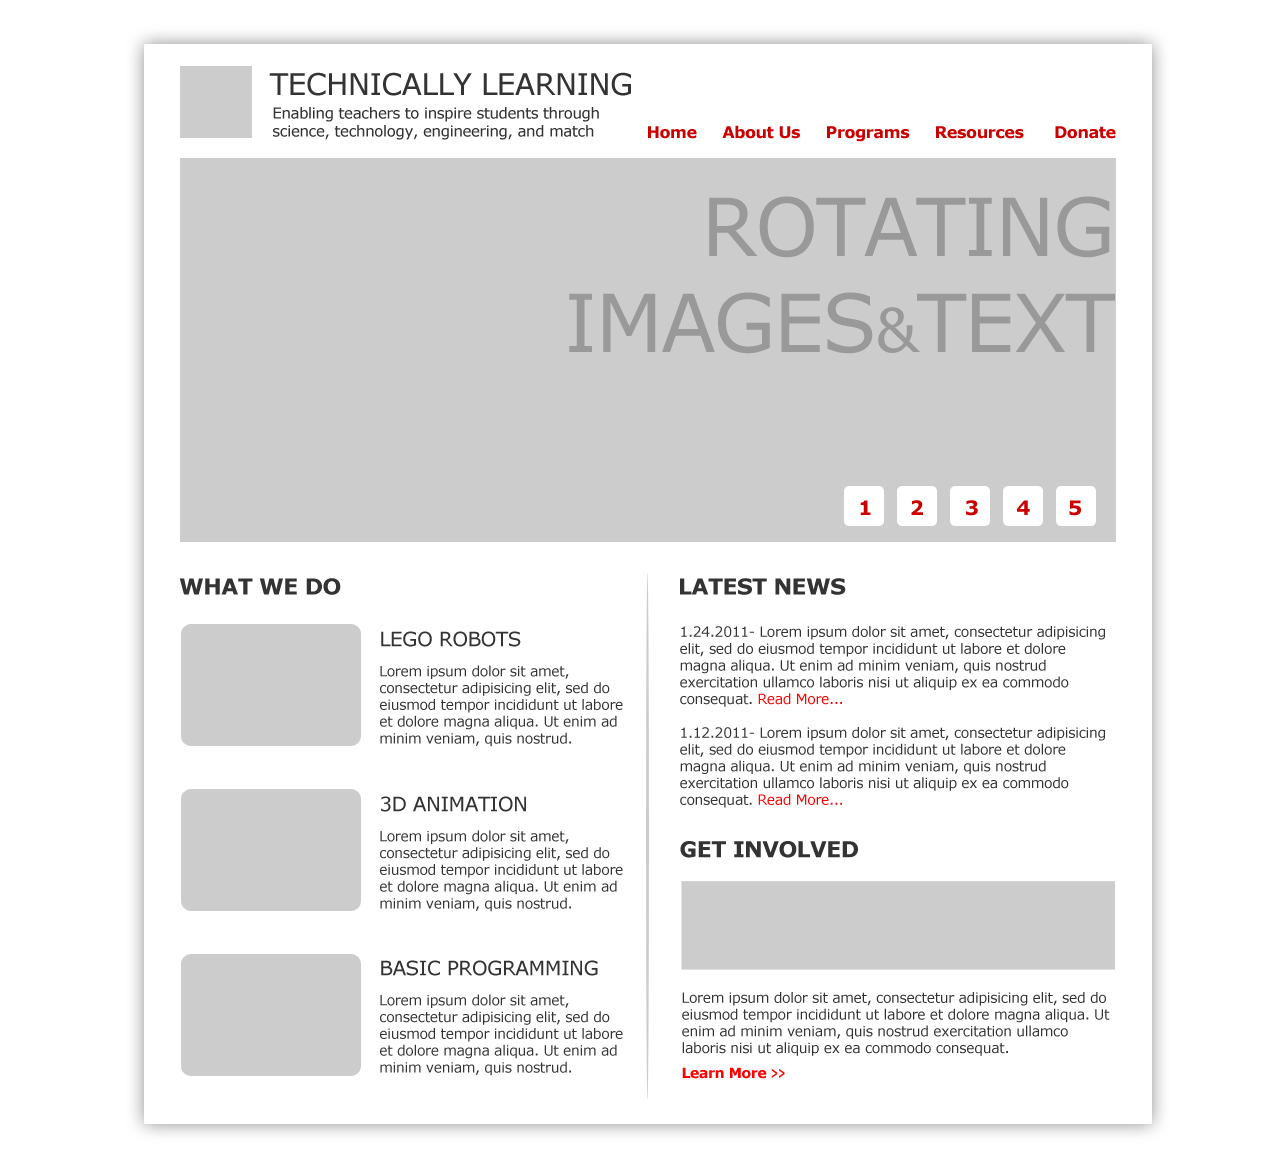 TECHNICALLY LEARNING
Enabling teachers to inspire students through
science, technology, engineering, and match
Home About Us Programs Resources Donate
ROTATING
IMAGES&TEXT
1 2 3 4 5
WHAT WE DO
LEGO ROBOTS
Lorem ipsum dolor sit amet,
consectetur adipisicing elit, sed do
eiusmod tempor incididunt ut labore
et dolore magna aliqua. Ut enim ad
minim veniam, quis nostrud.
3D ANIMATION
Lorem ipsum dolor sit amet,
consectetur adipisicing elit, sed do
eiusmod tempor incididunt ut labore
et dolore magna aliqua. Ut enim ad
minim veniam, quis nostrud.
BASIC PROGRAMMING
Lorem ipsum dolor sit amet,
consectetur adipisicing elit, sed do
eiusmod tempor incididunt ut labore
et dolore magna aliqua. Ut enim ad
minim veniam, quis nostrud.
LATEST NEWS
1.24.2011- Lorem ipsum dolor sit amet, consectetur adipisicing
elit, sed do eiusmod tempor incididunt ut labore et dolore
magna aliqua. Ut enim ad minim veniam, quis nostrud
exercitation ullamco laboris nisi ut aliquip ex ea commodo
consequat. Read More...
1.12.2011- Lorem ipsum dolor sit amet, consectetur adipisicing
elit, sed do eiusmod tempor incididunt ut labore et dolore
magna aliqua. Ut enim ad minim veniam, quis nostrud
exercitation ullamco laboris nisi ut aliquip ex ea commodo
consequat. Read More...
GET INVOLVED
Lorem ipsum dolor sit amet, consectetur adipisicing elit, sed do
eiusmod tempor incididunt ut labore et dolore magna aliqua. Ut
enim ad minim veniam, quis nostrud exercitation ullamco
laboris nisi ut aliquip ex ea commodo consequat.
Learn More >>